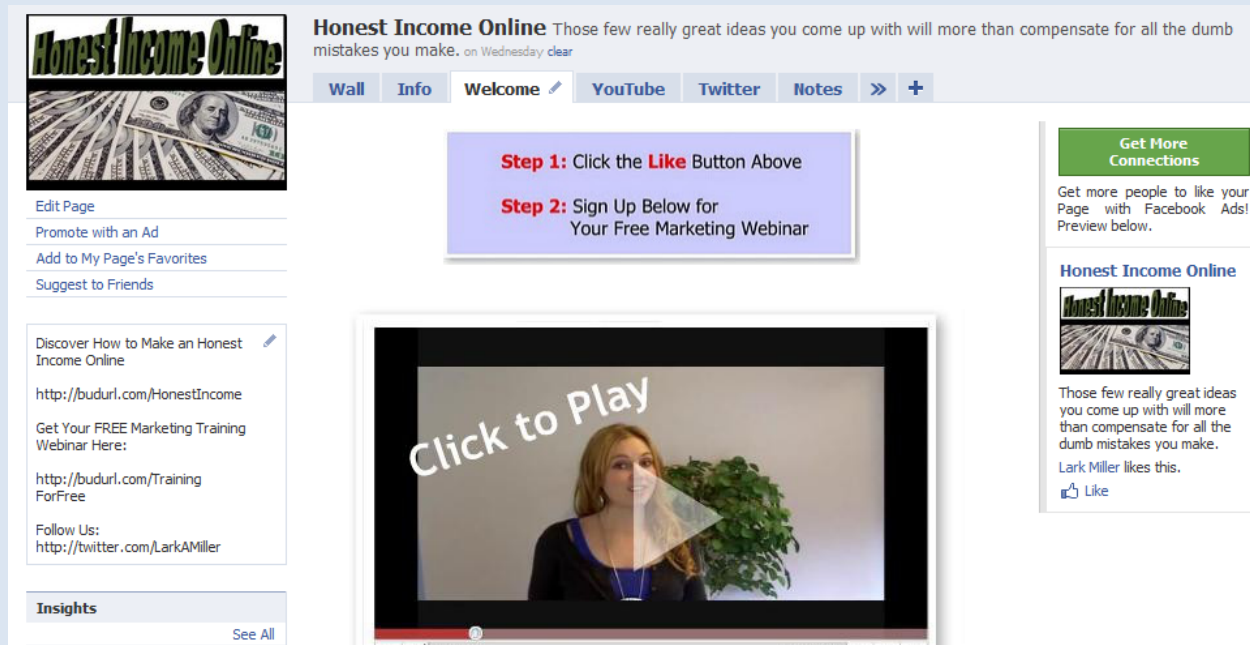 Honest Income Online
Honest Income Online Those few really great ideas you come up with will more than compensate for all the dumb
mistakes you make. on Wednesday clear
Wall Info Welcome YouTube Twitter Notes » +
Edit Page
Promote with an Ad
Add to My Page's Favorites
Suggest to Friends
Discover How to Make an Honest
Income Online
http://budurl.com/HonestIncome
Get Your FREE Marketing Training
Webinar Here:
http://budurl.com/Training
ForFree
Follow Us:
http://twitter.com/LarkAMiller
Insights
See All
Step 1: Click the Like Button Above
Step 2: Sign Up Below for
Your Free Marketing Webinar
Click to Play
Get More
Connections
Get more people to like your
Page with Facebook Ads!
Preview below.
Honest Income Online
Honest Income Online
Those few really great ideas
you come up with will more
than compensate for all the
dumb mistakes you make.
Lark Miller likes this.
Like